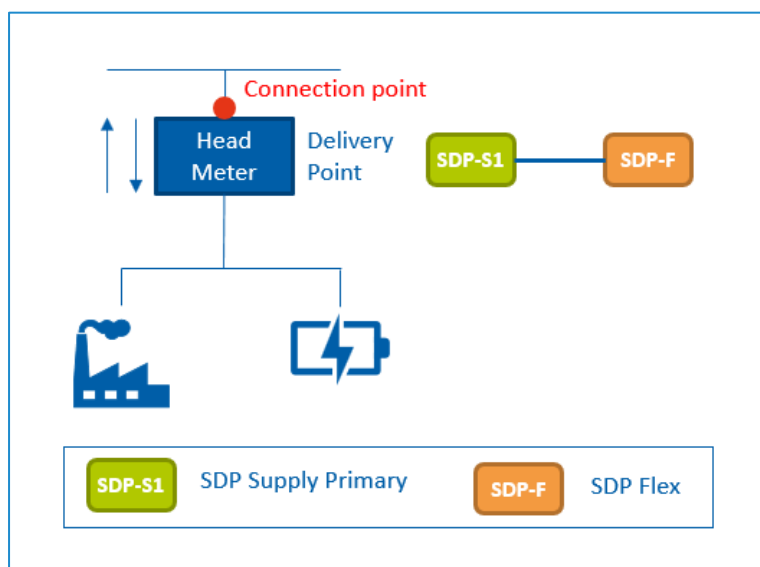 Connection point
Head
Meter
Delivery
Point
SDP-S1
SDP-F
SDP-S1
SDP Supply Primary
SDP-F
SDP Flex